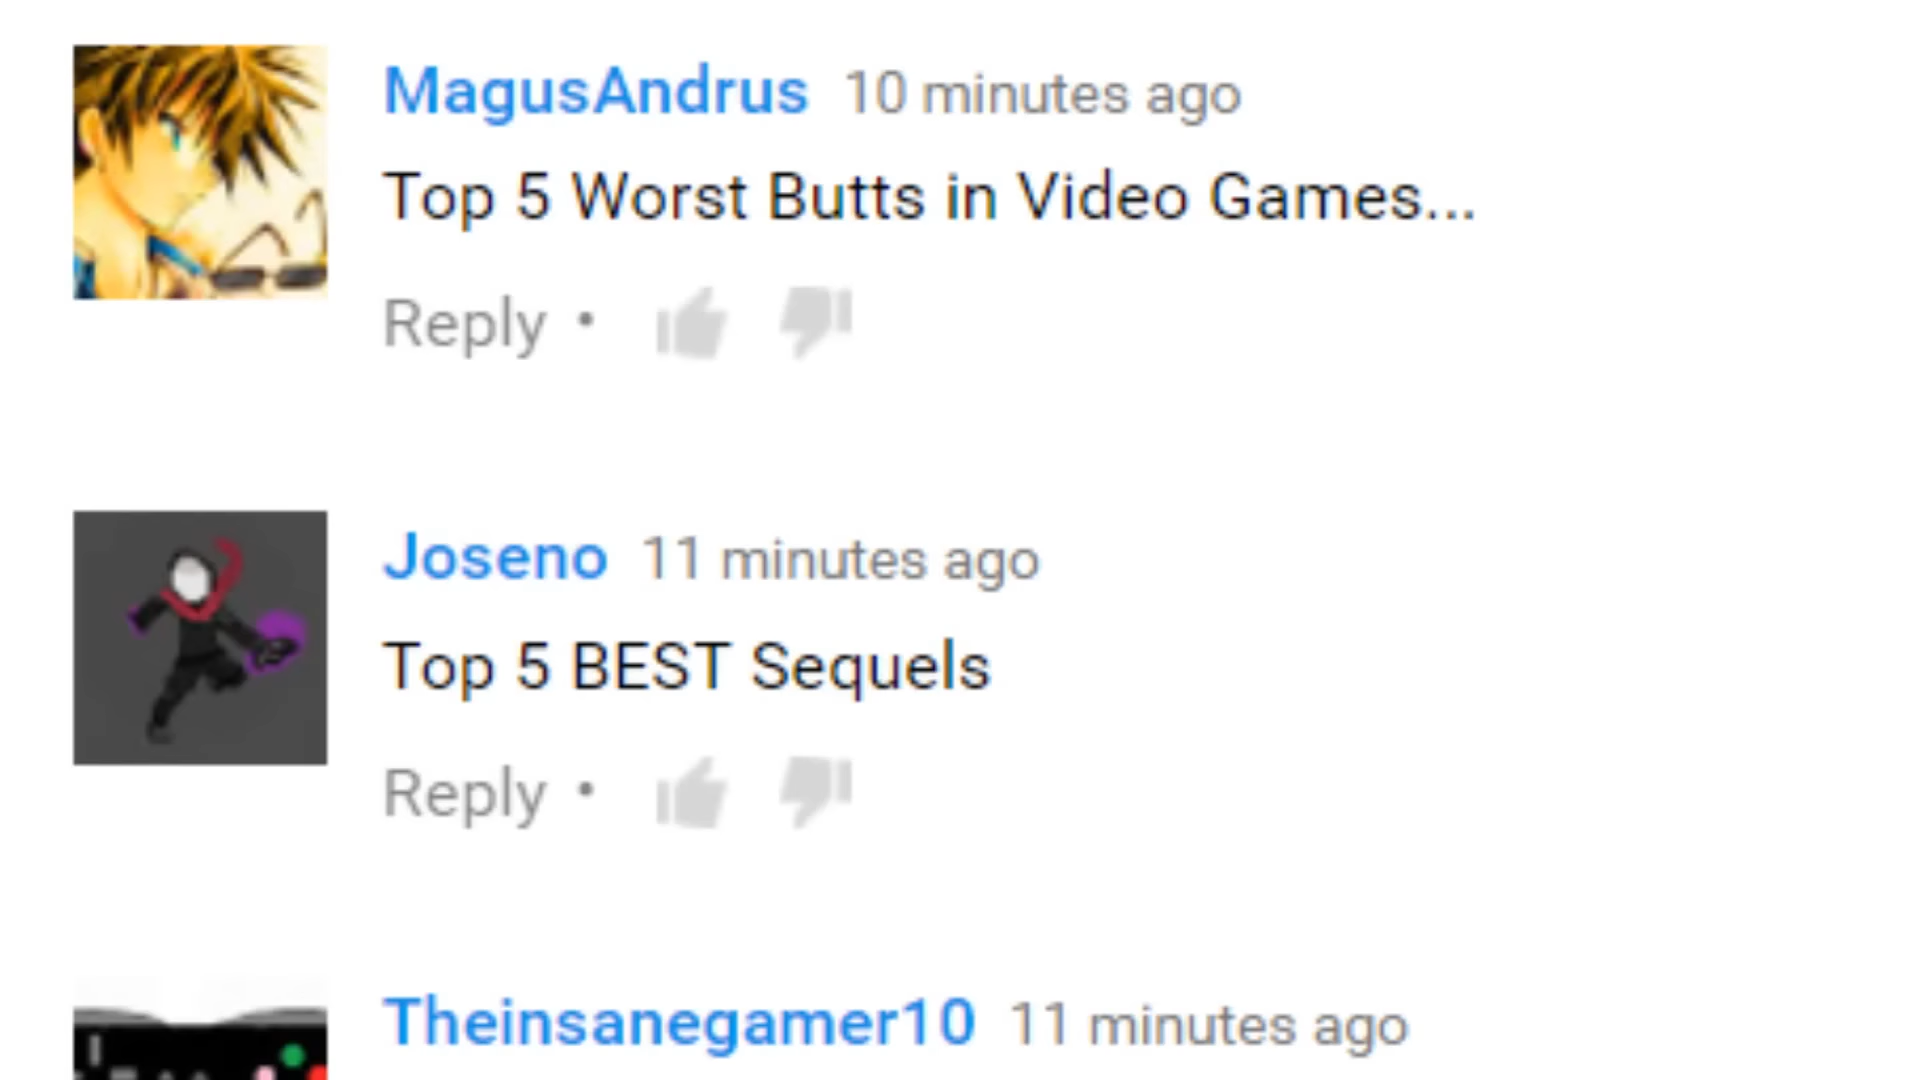 MagusAndrus 10 minutes ago
Top 5 Worst Butts in Video Games...
Reply •
Joseno 11 minutes ago
Top 5 BEST Sequels
Reply •
Theinsanegamer10 11 minutes ago